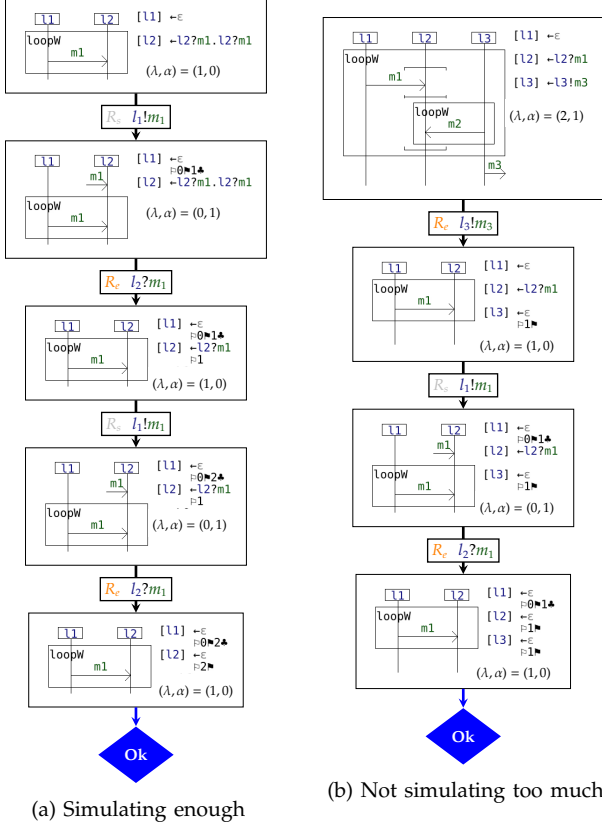 l1 l2 [l1] ←ε
loopW [l2] ←l2?m1.l2?m1
m1
(λ, α) = (1, 0)
Rs l1!m1
l1 l2 [l1] ←ε
⚐0⚑1♣
m1 [l2] ←l2?m1.l2?m1
loopW
m1
(λ, α) = (0, 1)
Re l2?m1
l1 l2 [l1] ←ε
⚐0⚑1♣
loopW [l2] ←l2?m1
m1 ⚐1
(λ, α) = (1, 0)
Rs l1!m1
l1 l2 [l1] ←ε
⚐0⚑2♣
m1 [l2] ←l2?m1
⚐1
loopW
m1 (λ, α) = (0, 1)
Re l2?m1
l1 l2 [l1] ←ε
⚐0⚑2♣
loopW [l2] ←ε
m1 ⚐2⚑
(λ, α) = (1, 0)
Ok
(a) Simulating enough
l1 l2 l3 [l1] ←ε
loopW [l2] ←l2?m1
m1 [l3] ←l3!m3
loopW
m2 (λ, α) = (2, 1)
m3
Re l3!m3
l1 l2 [l1] ←ε
loopW [l2] ←l2?m1
m1 [l3] ←ε
⚐1⚑
(λ, α) = (1, 0)
Rs l1!m1
l1 l2 [l1] ←ε
⚐0⚑1♣
m1 [l2] ←l2?m1
loopW [l3] ←ε
m1 ⚐1⚑
(λ, α) = (0, 1)
Re l2?m1
l1 l2 [l1] ←ε
⚐0⚑1♣
loopW [l2] ←ε
⚐1⚑
m1 [l3] ←ε
⚐1⚑
(λ, α) = (1, 0)
Ok
(b) Not simulating too much